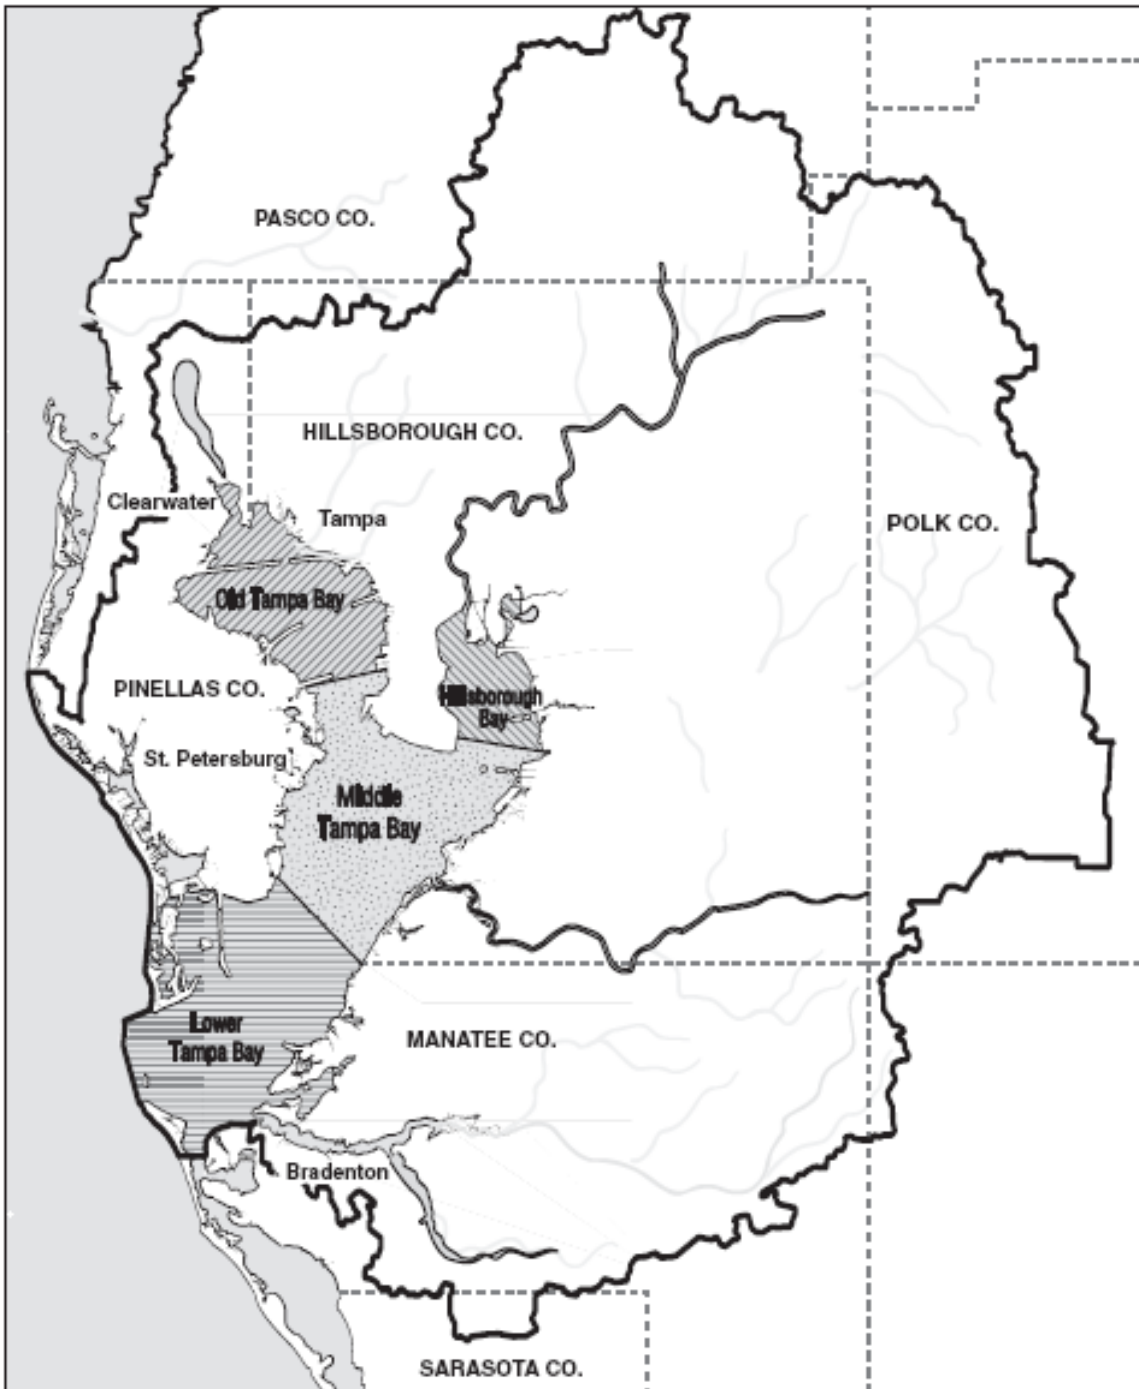 PASCO CO.
HILLSBOROUGH CO.
Clearwater
Tampa
POLK CO.
Old Tampa Bay
PINELLAS CO.
Hillsborough
Bay
St. Petersburg
Middle
Tampa Bay
Lower
Tampa Bay
MANATEE CO.
Bradenton
SARASOTA CO.